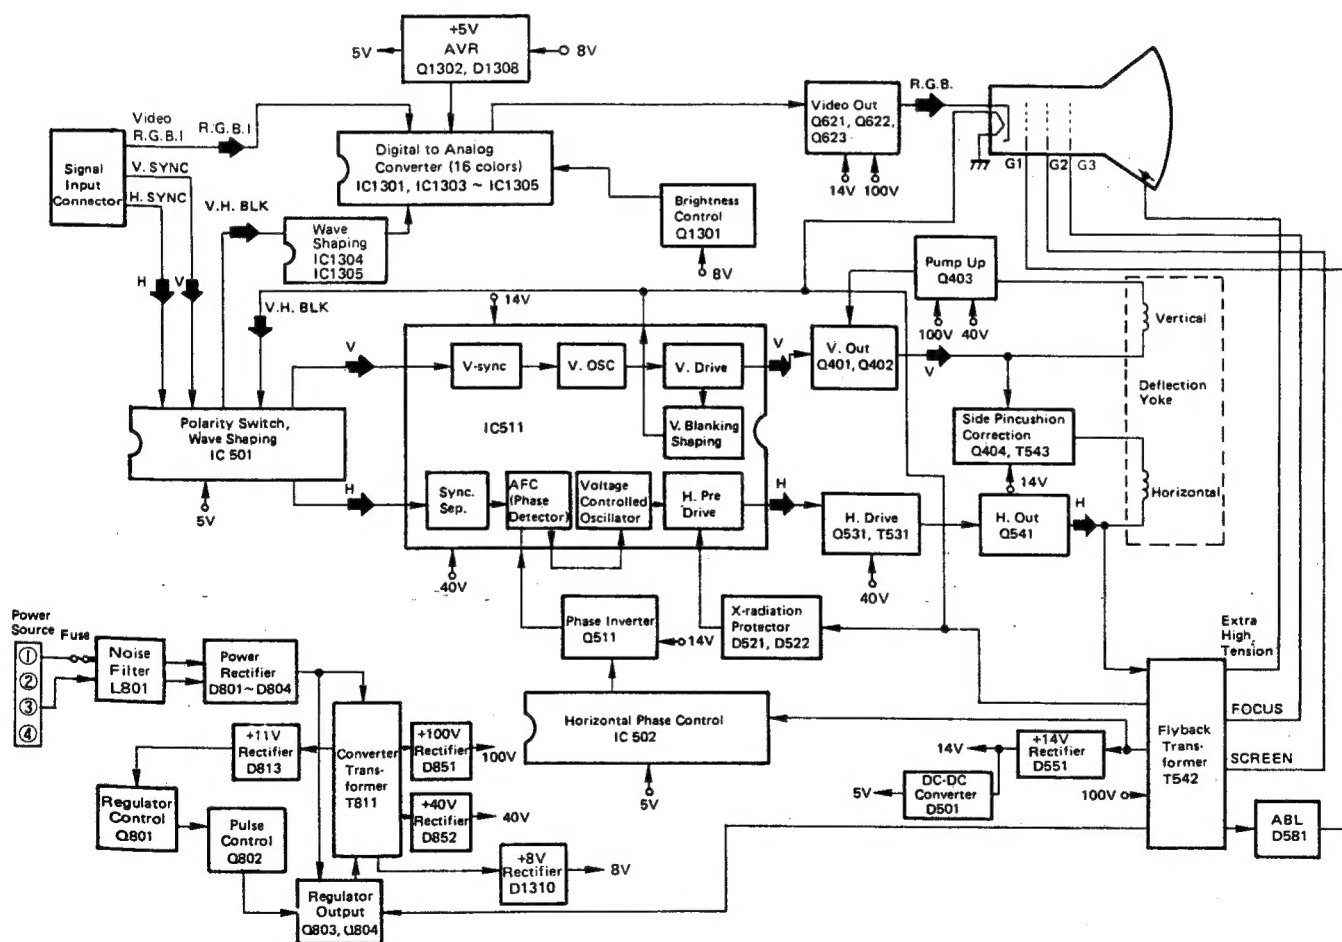 +5V
AVR
Q1302, D1308
5V
8V
Video
R.G.B.I
R.G.B.I
Signal
Input
Connector
V. SYNC
H. SYNC
Digital to Analog
Converter (16 colors)
IC1301, IC1303 ~ IC1305
Video Out
Q621, Q622,
Q623
14V
100V
R.G.B.
G1
G2
G3
V.H. BLK
Wave
Shaping
IC1304
IC1305
Brightness
Control
Q1301
8V
H
V
V.H. BLK
14V
Pump Up
Q403
100V
40V
Vertical
Deflection
Yoke
Horizontal
V
V-sync
V. OSC
V. Drive
V
V. Out
Q401, Q402
V
IC511
V. Blanking
Shaping
Polarity Switch,
Wave Shaping
IC 501
5V
Side Pincushion
Correction
Q404, T543
14V
H
Sync.
Sep.
AFC
(Phase
Detector)
Voltage
Controlled
Oscillator
H. Pre
Drive
H
H. Drive
Q531, T531
40V
H. Out
Q541
H
40V
Phase Inverter
Q511
14V
X-radiation
Protector
D521, D522
Extra
High
Tension
Power
Source
Fuse
①
②
③
④
Noise
Filter
L801
Power
Rectifier
D801~D804
Horizontal Phase Control
IC 502
5V
Flyback
Trans-
former
T542
FOCUS
SCREEN
+11V
Rectifier
D813
Converter
Trans-
former
T811
+100V
Rectifier
D851
100V
14V
+14V
Rectifier
D551
5V
DC-DC
Converter
D501
100V
Regulator
Control
Q801
Pulse
Control
Q802
+40V
Rectifier
D852
40V
ABL
D581
+8V
Rectifier
D1310
8V
Regulator
Output
Q803, Q804